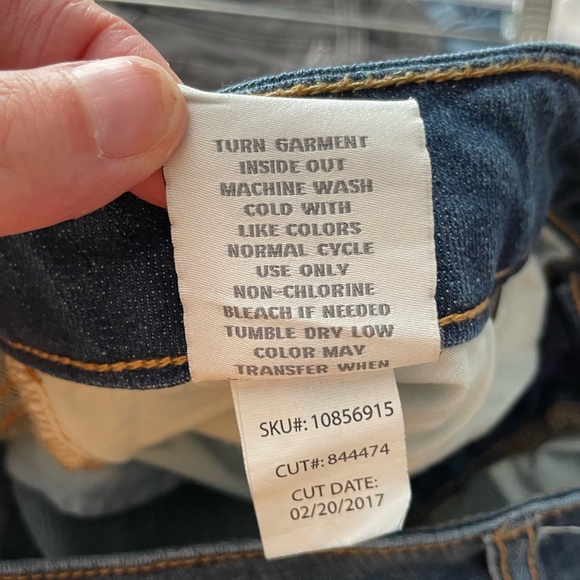 TURN GARMENT
INSIDE OUT
MACHINE WASH
COLD WITH
LIKE COLORS
NORMAL CYCLE
USE ONLY
NON-CHLORINE
BLEACH IF NEEDED
TUMBLE DRY LOW
COLOR MAY
TRANSFER WHEN
SKU#: 10856915
CUT#: 844474
CUT DATE:
02/20/2017